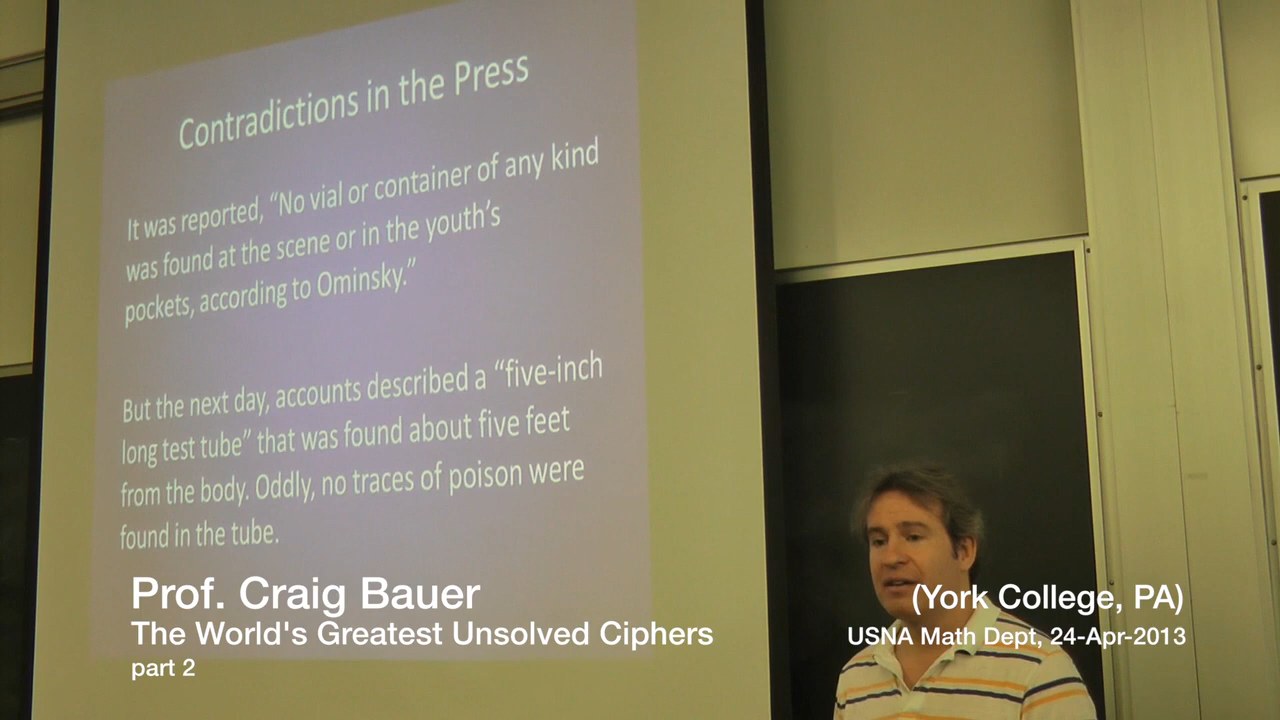 Contradictions in the Press
It was reported, “No vial or container of any kind
was found at the scene or in the youth’s
pockets, according to Ominsky.”
But the next day, accounts described a “five-inch
long test tube” that was found about five feet
from the body. Oddly, no traces of poison were
found in the tube.
Prof. Craig Bauer
The World's Greatest Unsolved Ciphers
part 2
(York College, PA)
USNA Math Dept, 24-Apr-2013